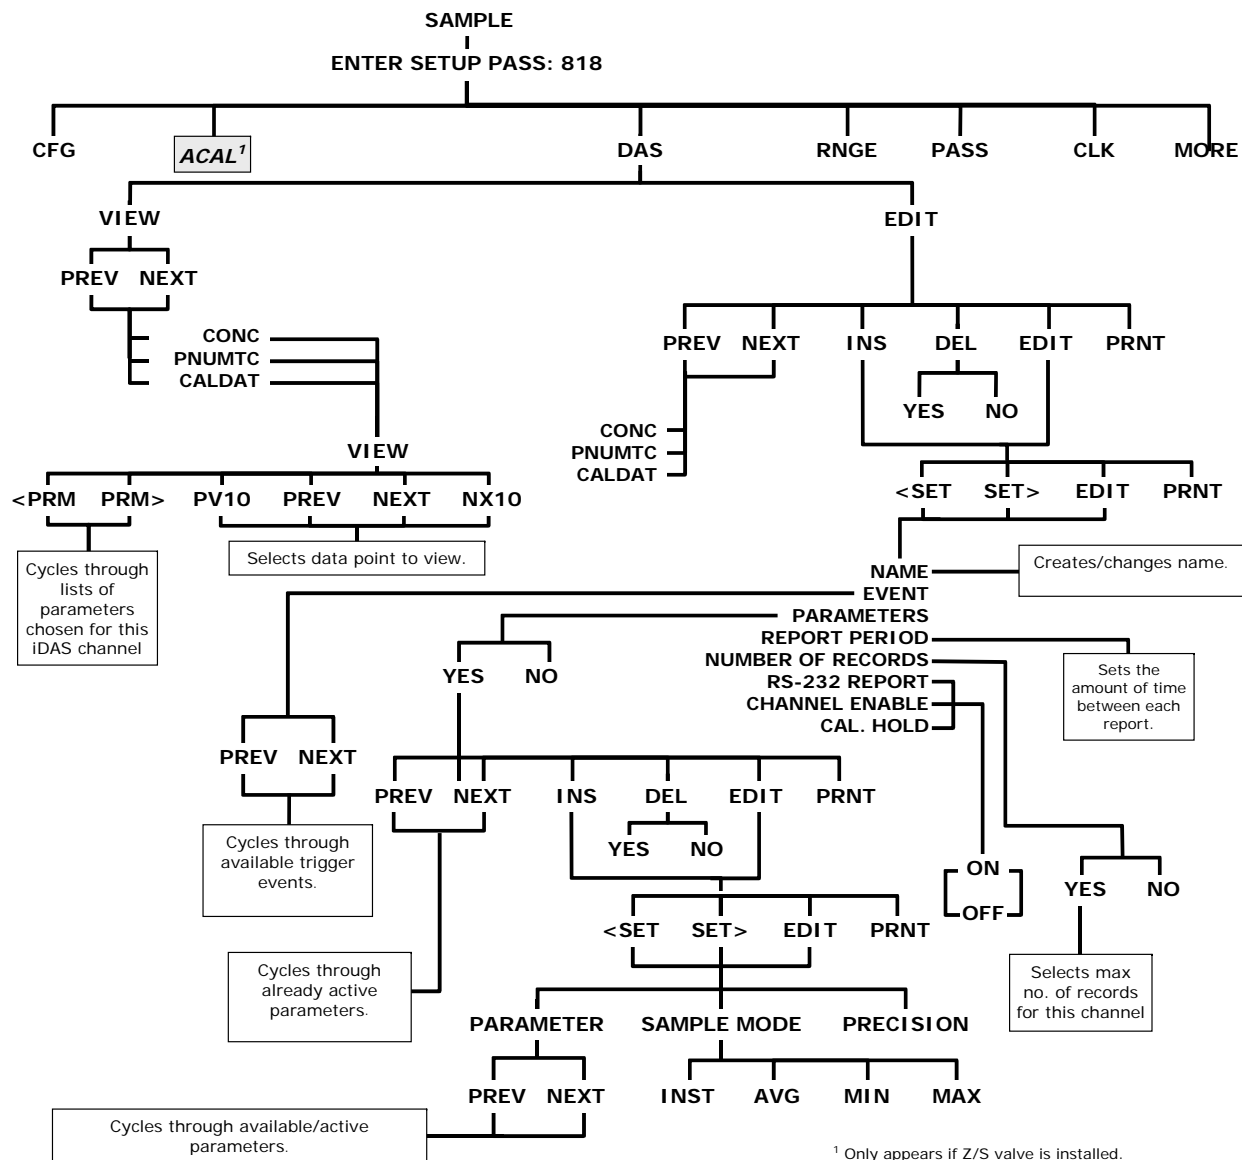 SAMPLE
ENTER SETUP PASS: 818
CFG ACAL¹ DAS RNGE PASS CLK MORE
VIEW EDIT
PREV NEXT
CONC
PNUMTC
CALDAT
PREV NEXT INS DEL EDIT PRNT
YES NO
CONC
PNUMTC
CALDAT
VIEW
<PRM PRM> PV10 PREV NEXT NX10
<SET SET> EDIT PRNT
Cycles through
lists of
parameters
chosen for this
iDAS channel
Selects data point to view.
NAME
Creates/changes name.
EVENT
PARAMETERS
REPORT PERIOD
NUMBER OF RECORDS
RS-232 REPORT
CHANNEL ENABLE
CAL. HOLD
Sets the
amount of time
between each
report.
YES NO
PREV NEXT
Cycles through
available trigger
events.
PREV NEXT INS DEL EDIT PRNT
YES NO
ON
OFF
YES NO
<SET SET> EDIT PRNT
Cycles through
already active
parameters.
Selects max
no. of records
for this channel
PARAMETER SAMPLE MODE PRECISION
PREV NEXT INST AVG MIN MAX
Cycles through available/active
parameters.
¹ Only appears if Z/S valve is installed.